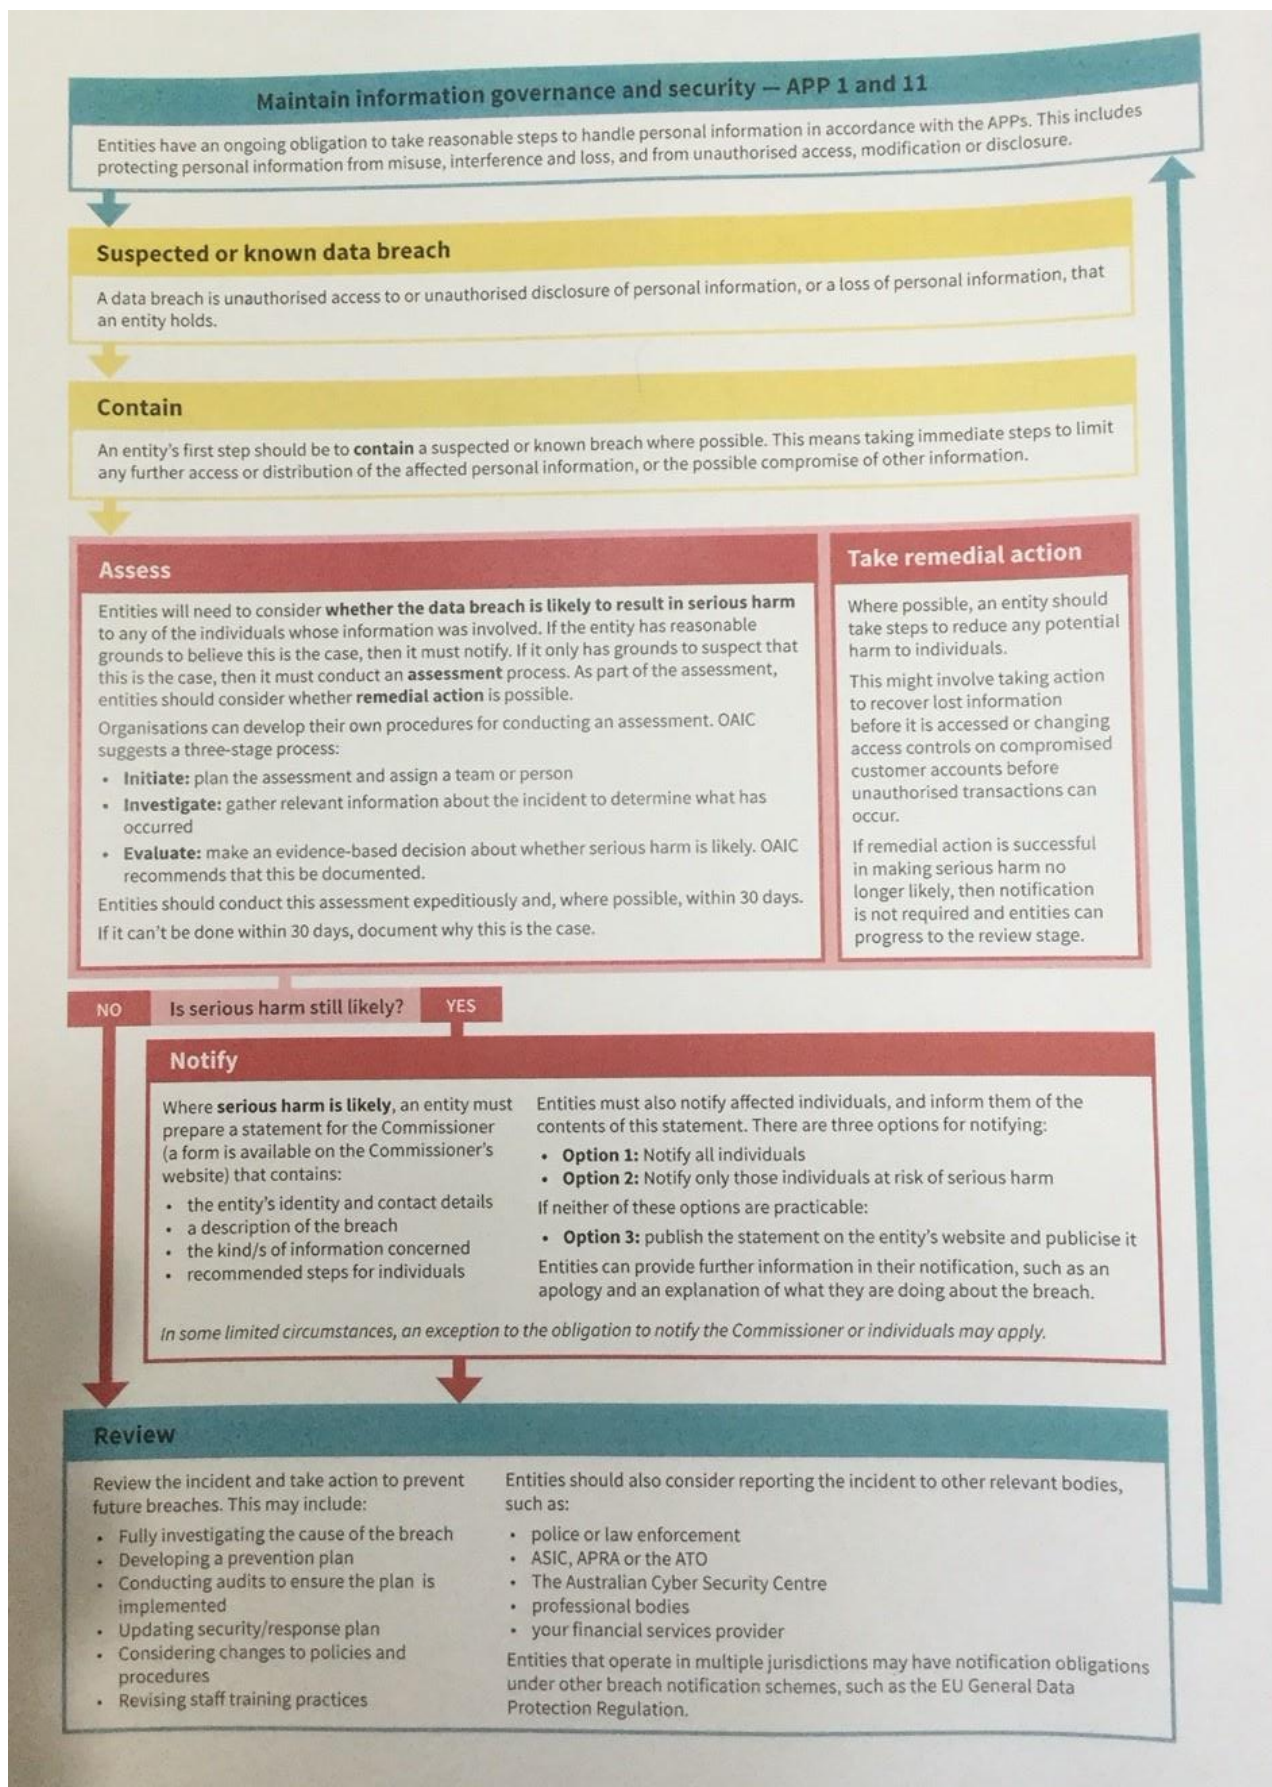 Maintain information governance and security — APP 1 and 11
Entities have an ongoing obligation to take reasonable steps to handle personal information in accordance with the APPs. This includes
protecting personal information from misuse, interference and loss, and from unauthorised access, modification or disclosure.
Suspected or known data breach
A data breach is unauthorised access to or unauthorised disclosure of personal information, or a loss of personal information, that
an entity holds.
Contain
An entity's first step should be to contain a suspected or known breach where possible. This means taking immediate steps to limit
any further access or distribution of the affected personal information, or the possible compromise of other information.
Assess
Entities will need to consider whether the data breach is likely to result in serious harm
to any of the individuals whose information was involved. If the entity has reasonable
grounds to believe this is the case, then it must notify. If it only has grounds to suspect that
this is the case, then it must conduct an assessment process. As part of the assessment,
entities should consider whether remedial action is possible.
Organisations can develop their own procedures for conducting an assessment. OAIC
suggests a three-stage process:
• Initiate: plan the assessment and assign a team or person
• Investigate: gather relevant information about the incident to determine what has
occurred
• Evaluate: make an evidence-based decision about whether serious harm is likely. OAIC
recommends that this be documented.
Entities should conduct this assessment expeditiously and, where possible, within 30 days.
If it can't be done within 30 days, document why this is the case.
Take remedial action
Where possible, an entity should
take steps to reduce any potential
harm to individuals.
This might involve taking action
to recover lost information
before it is accessed or changing
access controls on compromised
customer accounts before
unauthorised transactions can
occur.
If remedial action is successful
in making serious harm no
longer likely, then notification
is not required and entities can
progress to the review stage.
NO
Is serious harm still likely?
YES
Notify
Where serious harm is likely, an entity must
prepare a statement for the Commissioner
(a form is available on the Commissioner's
website) that contains:
• the entity's identity and contact details
• a description of the breach
• the kind/s of information concerned
• recommended steps for individuals
Entities must also notify affected individuals, and inform them of the
contents of this statement. There are three options for notifying:
• Option 1: Notify all individuals
• Option 2: Notify only those individuals at risk of serious harm
If neither of these options are practicable:
• Option 3: publish the statement on the entity's website and publicise it
Entities can provide further information in their notification, such as an
apology and an explanation of what they are doing about the breach.
In some limited circumstances, an exception to the obligation to notify the Commissioner or individuals may apply.
Review
Review the incident and take action to prevent
future breaches. This may include:
• Fully investigating the cause of the breach
• Developing a prevention plan
• Conducting audits to ensure the plan is
implemented
• Updating security/response plan
• Considering changes to policies and
procedures
• Revising staff training practices
Entities should also consider reporting the incident to other relevant bodies,
such as:
• police or law enforcement
• ASIC, APRA or the ATO
• The Australian Cyber Security Centre
• professional bodies
• your financial services provider
Entities that operate in multiple jurisdictions may have notification obligations
under other breach notification schemes, such as the EU General Data
Protection Regulation.